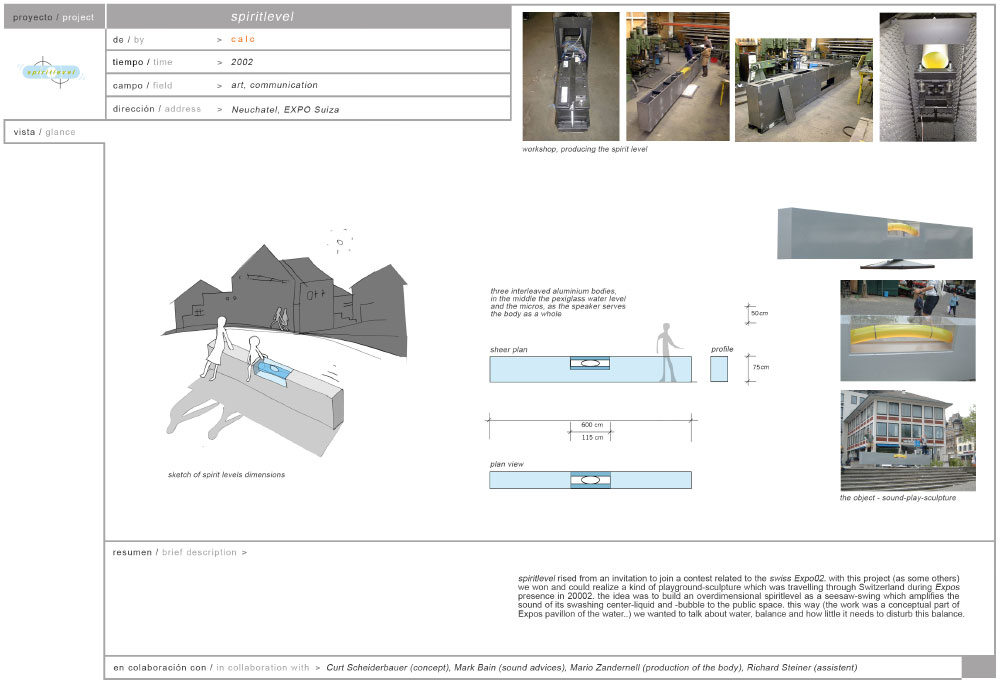 proyecto / project
spiritlevel
spiritlevel
de / by > calc
tiempo / time > 2002
campo / field > art, communication
dirección / address > Neuchatel, EXPO Suiza
vista / glance
workshop, producing the spirit level
three interleaved aluminium bodies,
in the middle the pexiglass water level
and the micros, as the speaker serves
the body as a whole
50cm
sheer plan
profile
75cm
600 cm
115 cm
plan view
sketch of spirit levels dimensions
the object - sound-play-sculpture
resumen / brief description >
spiritlevel rised from an invitation to join a contest related to the swiss Expo02. with this project (as some others)
we won and could realize a kind of playground-sculpture which was travelling through Switzerland during Expos
presence in 20002. the idea was to build an overdimensional spiritlevel as a seesaw-swing which amplifies the
sound of its swashing center-liquid and -bubble to the public space. this way (the work was a conceptual part of
Expos pavillon of the water..) we wanted to talk about water, balance and how little it needs to disturb this balance.
en colaboración con / in collaboration with > Curt Scheiderbauer (concept), Mark Bain (sound advices), Mario Zandernell (production of the body), Richard Steiner (assistent)